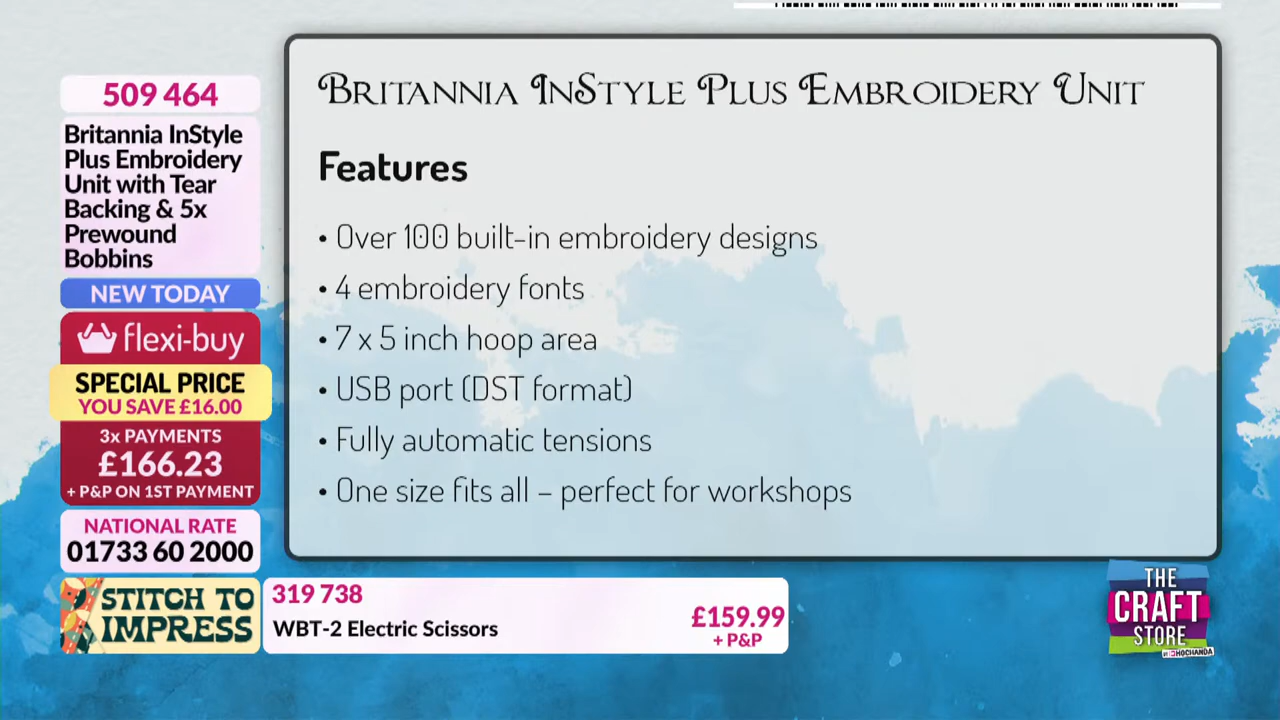 509 464
Britannia InStyle
Plus Embroidery
Unit with Tear
Backing & 5x
Prewound
Bobbins
NEW TODAY
flexi-buy
SPECIAL PRICE
YOU SAVE £16.00
3x PAYMENTS
£166.23
+ P&P ON 1ST PAYMENT
NATIONAL RATE
01733 60 2000
BRITANNIA INSTYLE PLUS EMBROIDERY UNIT
Features
• Over 100 built-in embroidery designs
• 4 embroidery fonts
• 7 x 5 inch hoop area
• USB port (DST format)
• Fully automatic tensions
• One size fits all – perfect for workshops
STITCH TO
IMPRESS
319 738
WBT-2 Electric Scissors
£159.99
+ P&P
THE
CRAFT
STORE
BY HOCHANDA